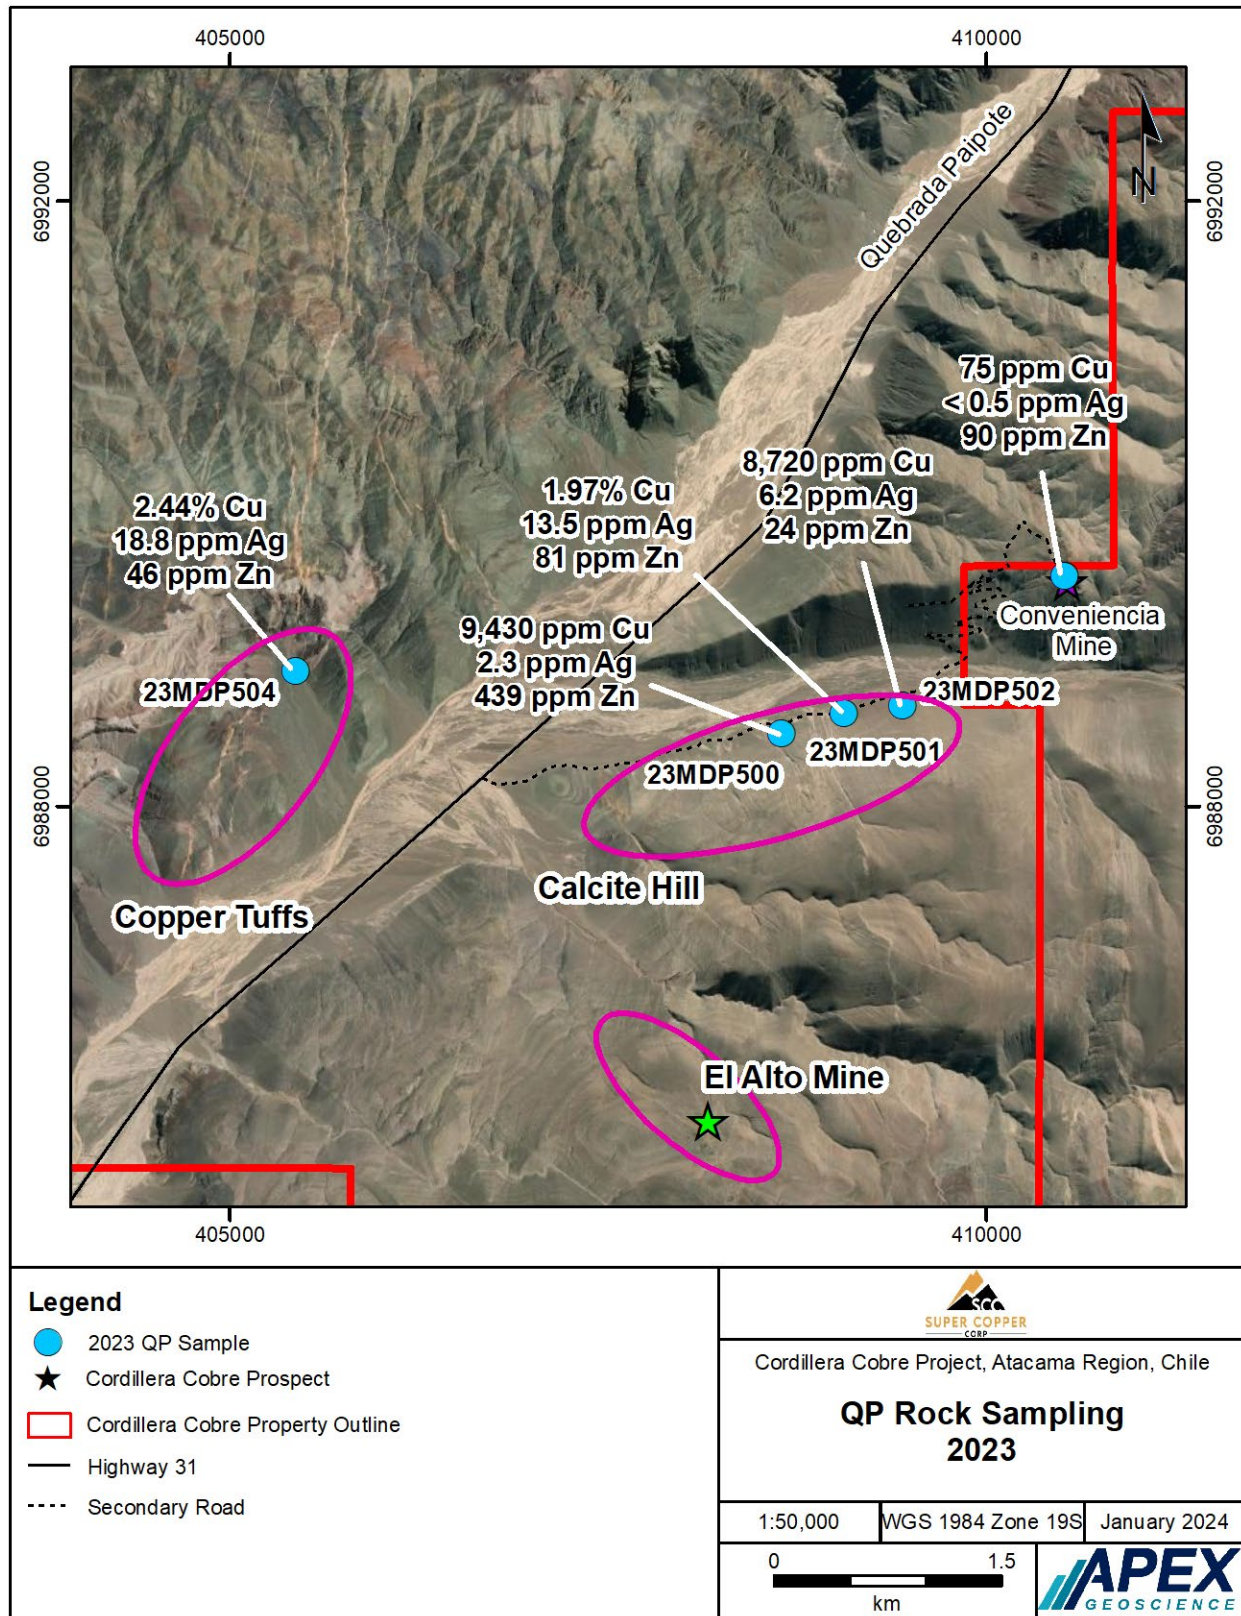 405000
410000
6992000
6992000
Quebrada Paipote
N
75 ppm Cu
< 0.5 ppm Ag
90 ppm Zn
8,720 ppm Cu
6.2 ppm Ag
24 ppm Zn
1.97% Cu
13.5 ppm Ag
81 ppm Zn
2.44% Cu
18.8 ppm Ag
46 ppm Zn
9,430 ppm Cu
2.3 ppm Ag
439 ppm Zn
Conveniencia
Mine
23MDP504
23MDP502
23MDP501
23MDP500
6988000
6988000
Calcite Hill
Copper Tuffs
El Alto Mine
405000
410000
Legend
2023 QP Sample
Cordillera Cobre Prospect
Cordillera Cobre Property Outline
Highway 31
Secondary Road
SCC
SUPER COPPER
CORP
Cordillera Cobre Project, Atacama Region, Chile
QP Rock Sampling
2023
1:50,000
WGS 1984 Zone 19S
January 2024
0
1.5
km
APEX
GEOSCIENCE